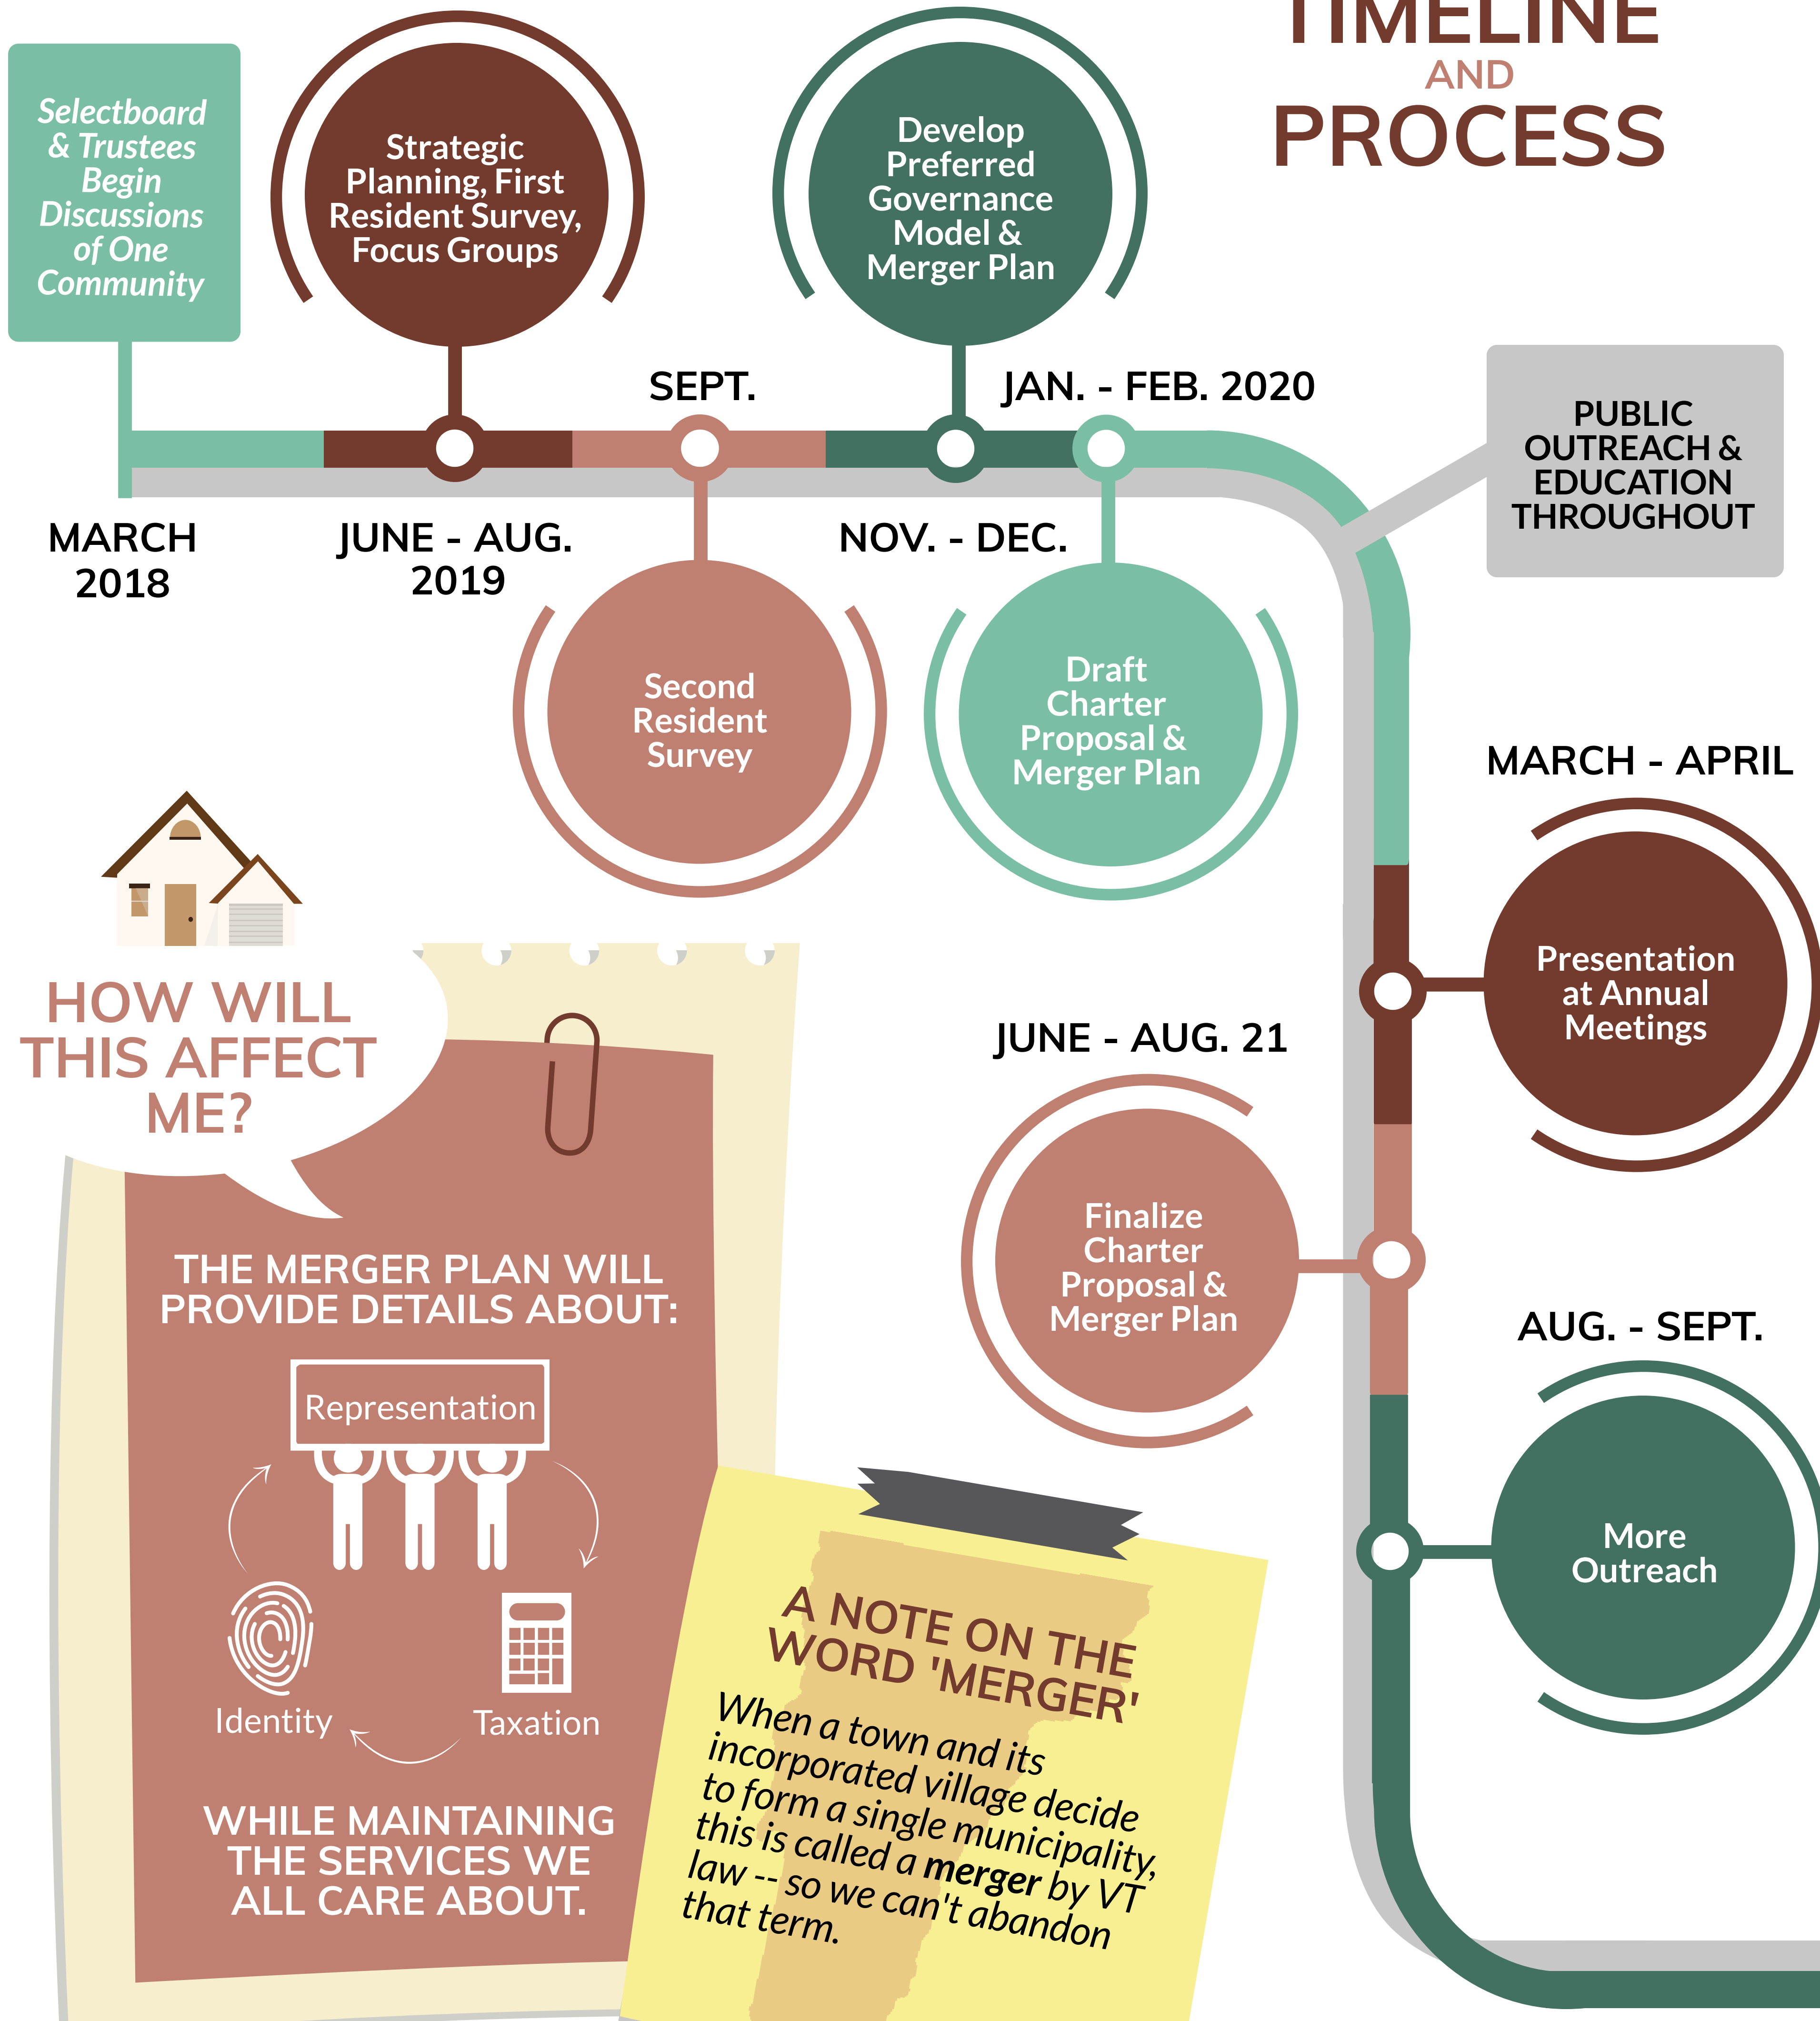 TIMELINE
AND
PROCESS
Selectboard
& Trustees
Begin
Discussions
of One
Community
MARCH
2018
Strategic
Planning, First
Resident Survey,
Focus Groups
JUNE - AUG.
2019
SEPT.
Second
Resident
Survey
Develop
Preferred
Governance
Model &
Merger Plan
NOV. - DEC.
JAN. - FEB. 2020
Draft
Charter
Proposal &
Merger Plan
PUBLIC
OUTREACH &
EDUCATION
THROUGHOUT
MARCH - APRIL
Presentation
at Annual
Meetings
JUNE - AUG. 21
Finalize
Charter
Proposal &
Merger Plan
AUG. - SEPT.
More
Outreach
HOW WILL
THIS AFFECT
ME?
THE MERGER PLAN WILL
PROVIDE DETAILS ABOUT:
Representation
Identity
Taxation
WHILE MAINTAINING
THE SERVICES WE
ALL CARE ABOUT.
A NOTE ON THE
WORD 'MERGER'
When a town and its
incorporated village decide
to form a single municipality,
this is called a merger by VT
law -- so we can't abandon
that term.